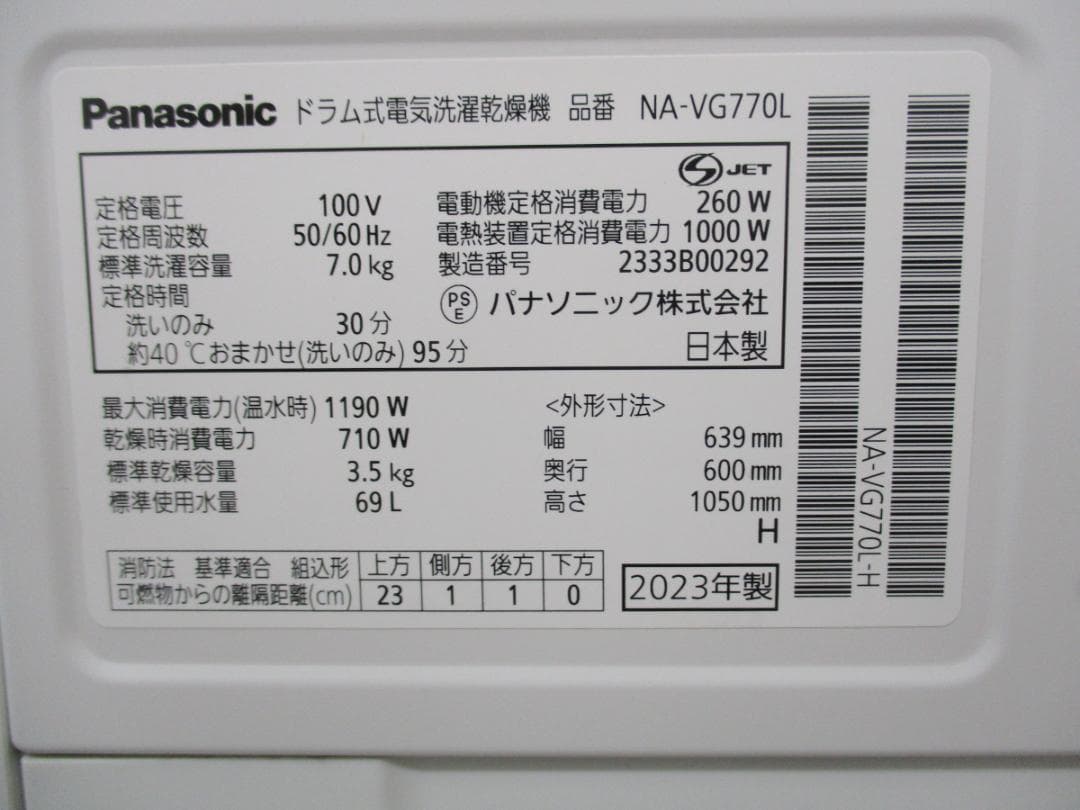 Panasonic ドラム式電気洗濯乾燥機 品番 NA-VG770L
S JET
定格電圧 100 V
定格周波数 50/60 Hz
標準洗濯容量 7.0 kg
定格時間
洗いのみ 30 分
約40 ℃おまかせ(洗いのみ) 95 分
電動機定格消費電力 260 W
電熱装置定格消費電力 1000 W
製造番号 2333B00292
PSE パナソニック株式会社
日本製
最大消費電力(温水時) 1190 W
乾燥時消費電力 710 W
標準乾燥容量 3.5 kg
標準使用水量 69 L
<外形寸法>
幅 639 mm
奥行 600 mm
高さ 1050 mm
H
消防法 基準適合 組込形 上方 側方 後方 下方
可燃物からの離隔距離(cm) 23 1 1 0
2023年製
NA-VG770L-H